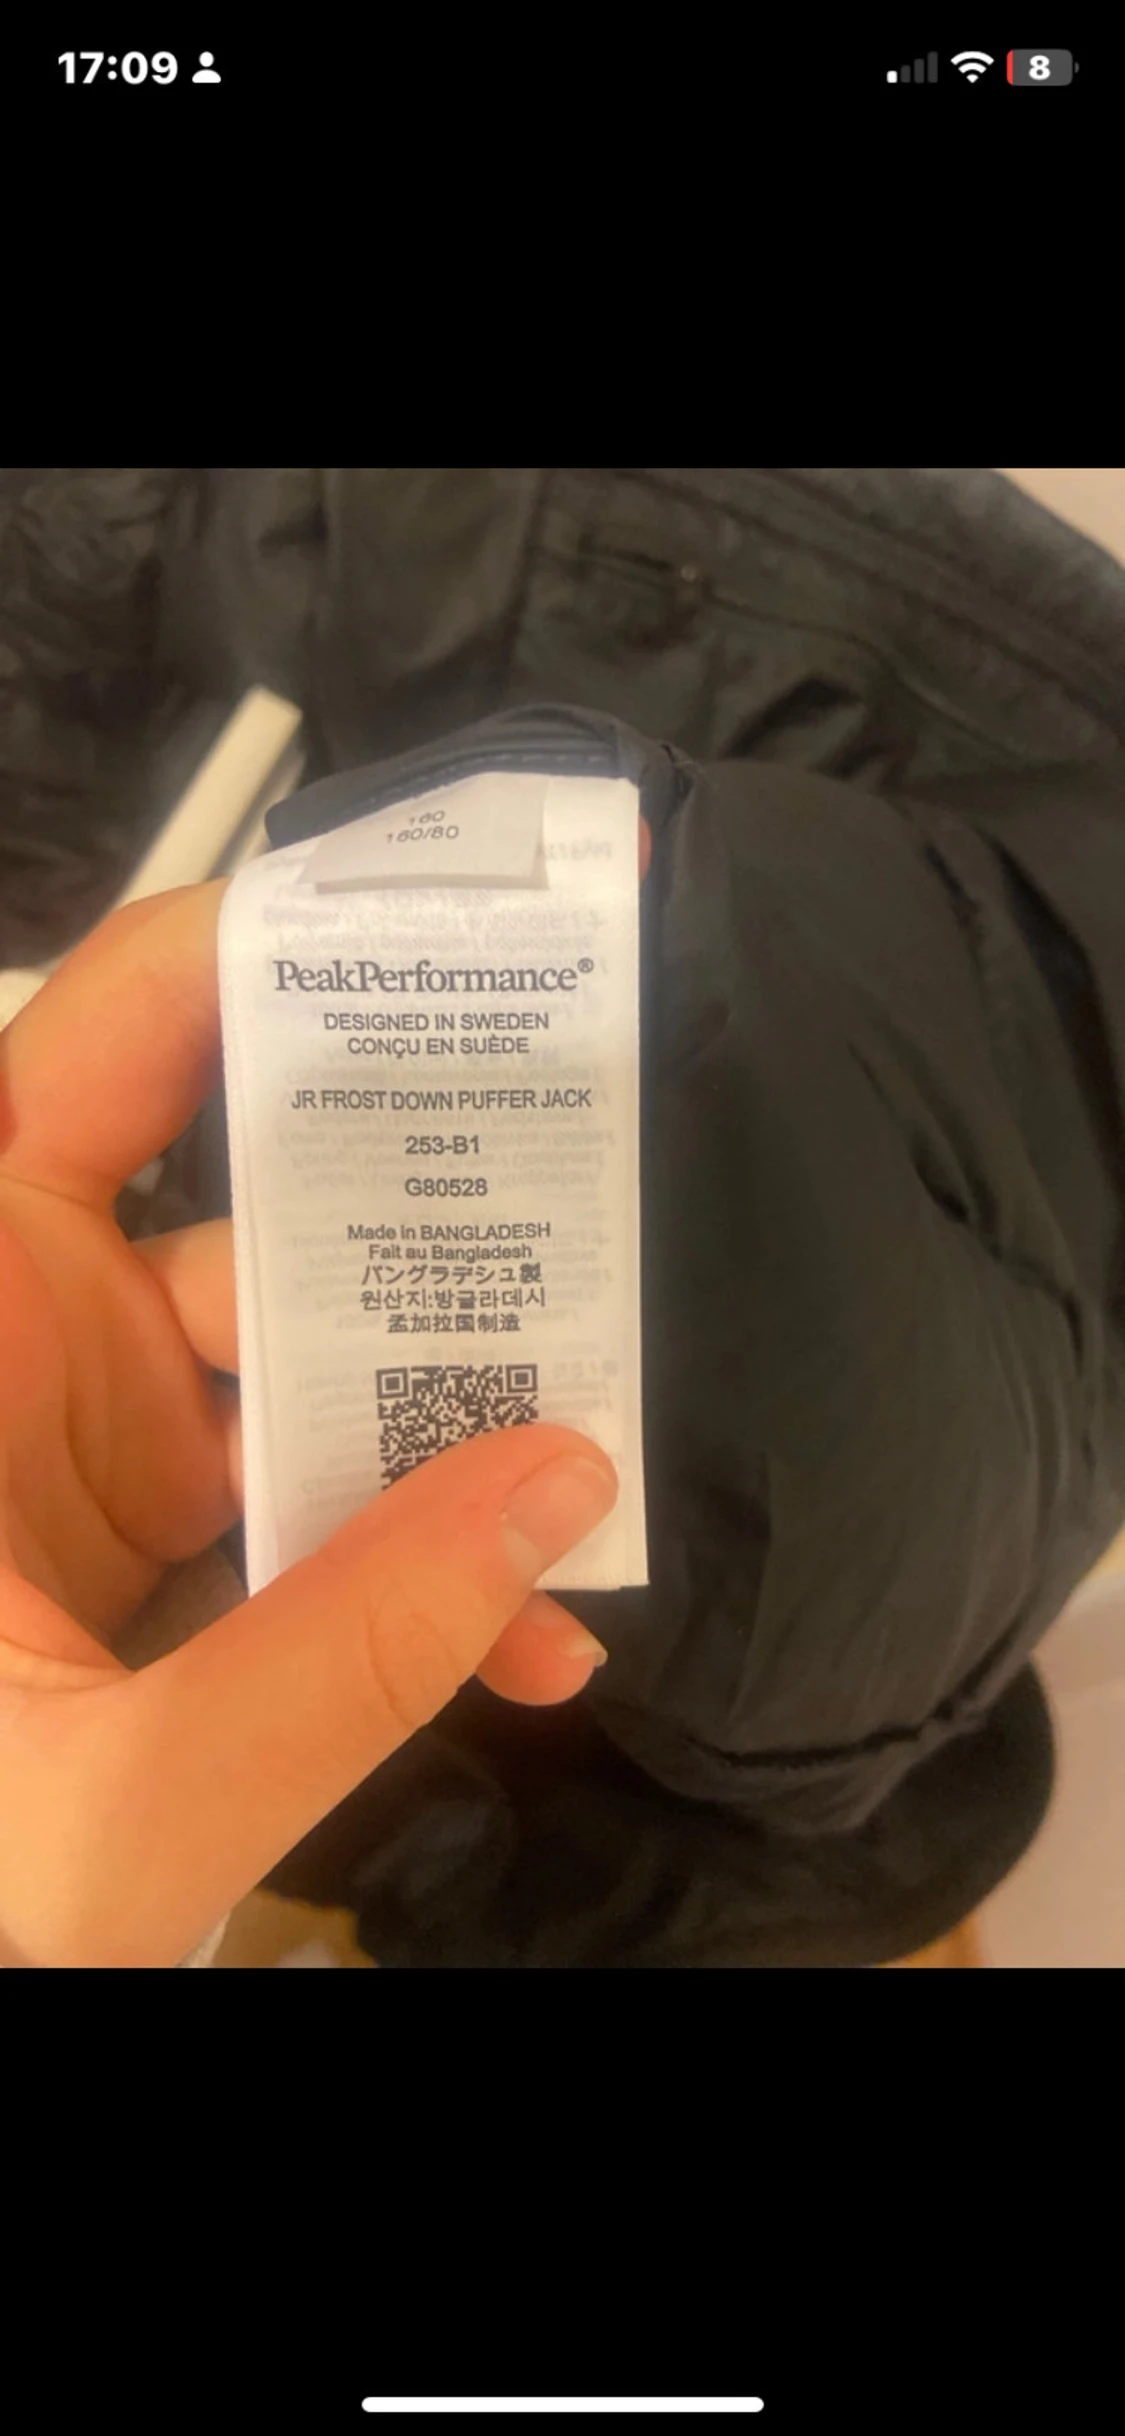 17:09
8
160
160/80
PeakPerformance®
DESIGNED IN SWEDEN
CONÇU EN SUÈDE
JR FROST DOWN PUFFER JACK
253-B1
G80528
Made in BANGLADESH
Fait au Bangladesh
バングラデシュ製
원산지:방글라데시
孟加拉国制造